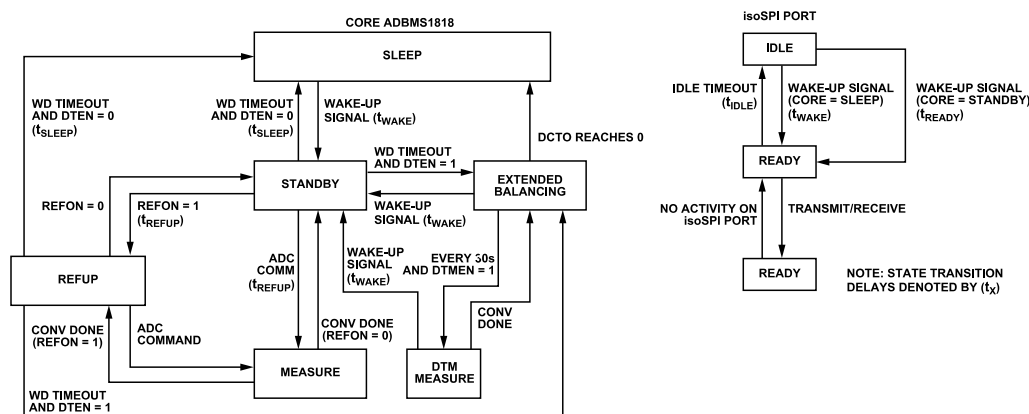 CORE ADBMS1818
SLEEP
WD TIMEOUT
AND DTEN = 0
(tSLEEP)
WD TIMEOUT
AND DTEN = 0
(tSLEEP)
WAKE-UP
SIGNAL (tWAKE)
DCTO REACHES 0
WD TIMEOUT
AND DTEN = 1
STANDBY
EXTENDED
BALANCING
WAKE-UP
SIGNAL (tWAKE)
REFON = 0
REFON = 1
(tREFUP)
REFUP
ADC
COMM
(tREFUP)
WAKE-UP
SIGNAL
(tWAKE)
EVERY 30s
AND DTMEN = 1
CONV DONE
(REFON = 1)
ADC
COMMAND
CONV DONE
(REFON = 0)
CONV
DONE
MEASURE
DTM
MEASURE
WD TIMEOUT
AND DTEN = 1
isoSPI PORT
IDLE
IDLE TIMEOUT
(tIDLE)
WAKE-UP SIGNAL
(CORE = SLEEP)
(tWAKE)
WAKE-UP SIGNAL
(CORE = STANDBY)
(tREADY)
READY
NO ACTIVITY ON
isoSPI PORT
TRANSMIT/RECEIVE
READY
NOTE: STATE TRANSITION
DELAYS DENOTED BY (tX)